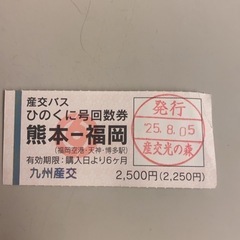 産交バス
ひのくに号回数券
熊本ー福岡
(福岡空港・天神・博多駅)
有効期限:購入日より6ヶ月
九州産交
2,500円(2,250円)
発行
'25.8.05
産交光の森